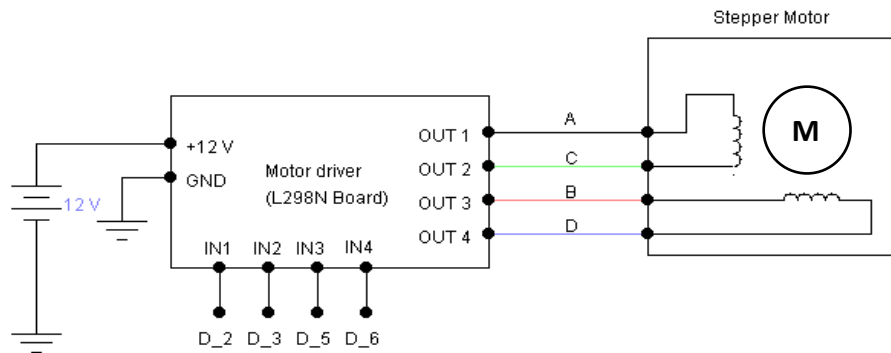 Stepper Motor
M
+12 V
GND
Motor driver
(L298N Board)
OUT 1
OUT 2
OUT 3
OUT 4
A
C
B
D
12 V
IN1 IN2 IN3 IN4
D_2 D_3 D_5 D_6